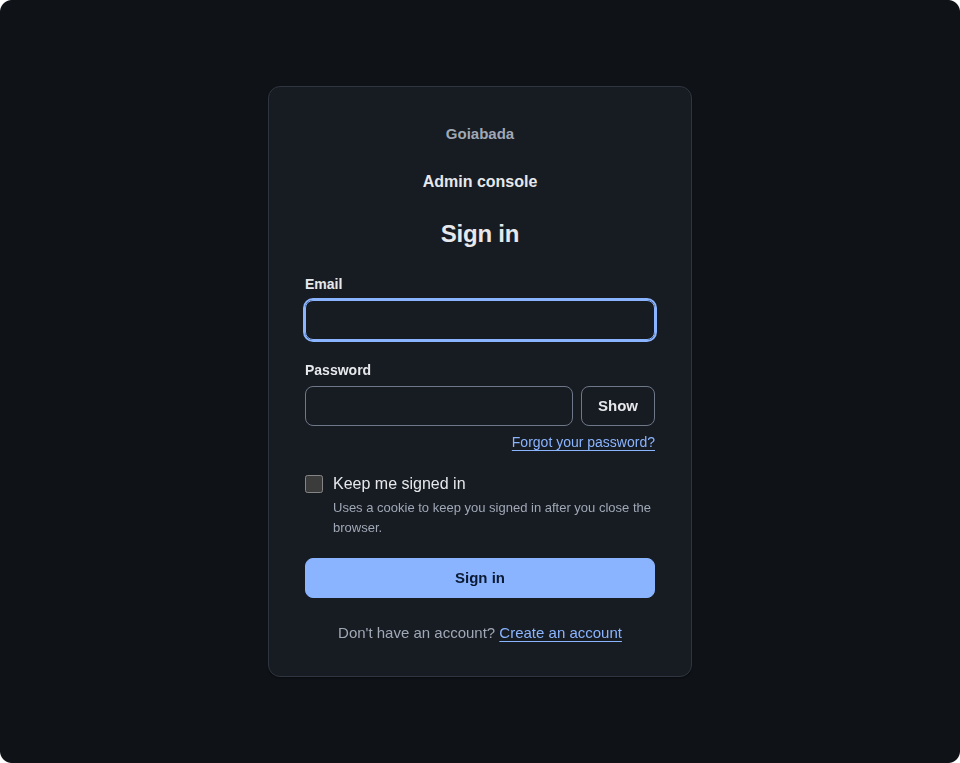 Goiabada
Admin console
Sign in
Email
Password
Show
Forgot your password?
Keep me signed in
Uses a cookie to keep you signed in after you close the
browser.
Sign in
Don't have an account? Create an account